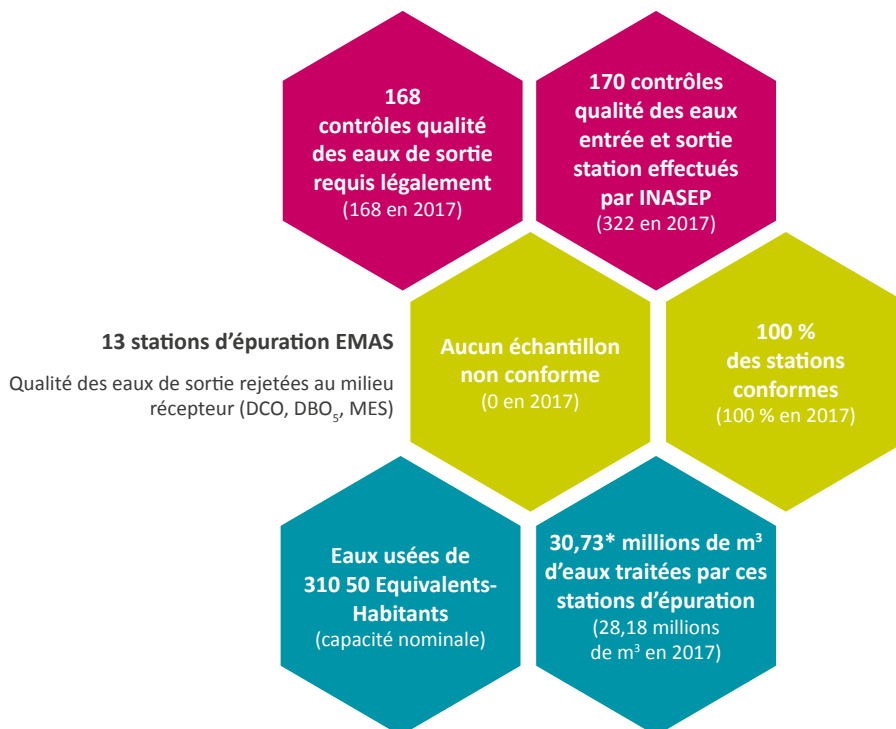 168
contrôles qualité
des eaux de sortie
requis légalement
(168 en 2017)
170 contrôles
qualité des eaux
entrée et sortie
station effectués
par INASEP
(322 en 2017)
13 stations d'épuration EMAS
Qualité des eaux de sortie rejetées au milieu
récepteur (DCO, DBO₅, MES)
Aucun échantillon
non conforme
(0 en 2017)
100 %
des stations
conformes
(100 % en 2017)
Eaux usées de
310 50 Equivalents-
Habitants
(capacité nominale)
30,73* millions de m³
d'eaux traitées par ces
stations d'épuration
(28,18 millions
de m³ en 2017)